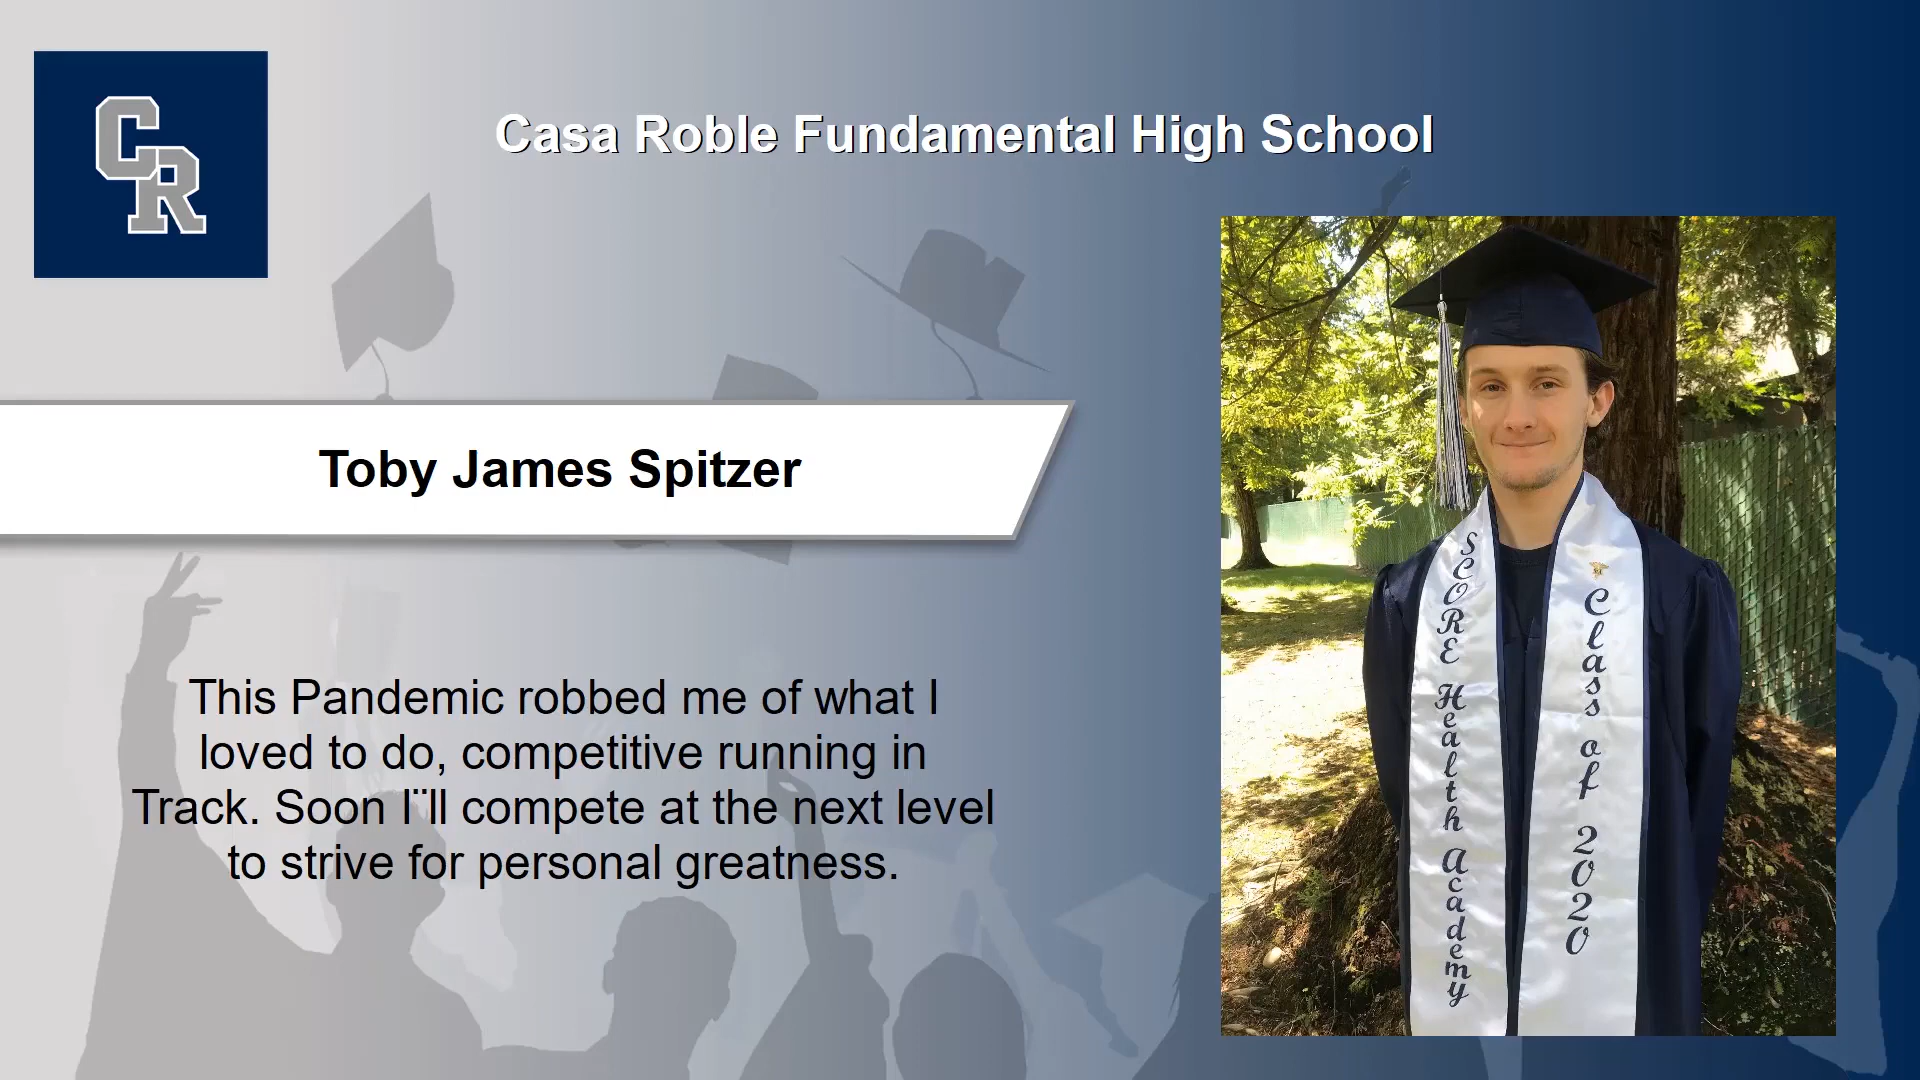 CR
Casa Roble Fundamental High School
Toby James Spitzer
This Pandemic robbed me of what I
loved to do, competitive running in
Track. Soon I¨ll compete at the next level
to strive for personal greatness.
SCORE Health Academy
Class of 2020